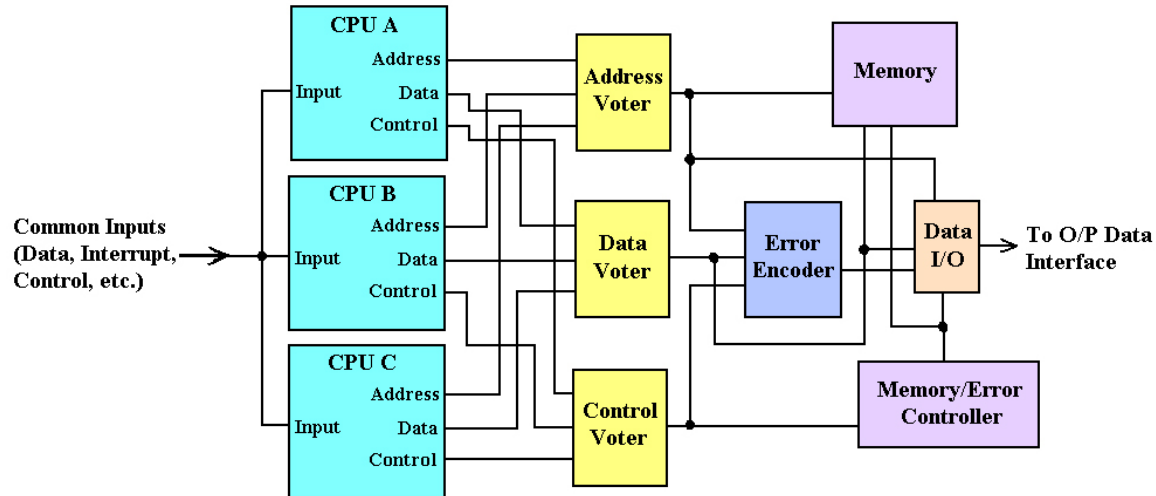 CPU A
Address
Input
Data
Control
CPU B
Address
Input
Data
Control
CPU C
Address
Input
Data
Control
Common Inputs
(Data, Interrupt,
Control, etc.)
Address
Voter
Data
Voter
Control
Voter
Memory
Error
Encoder
Data
I/O
To O/P Data
Interface
Memory/Error
Controller